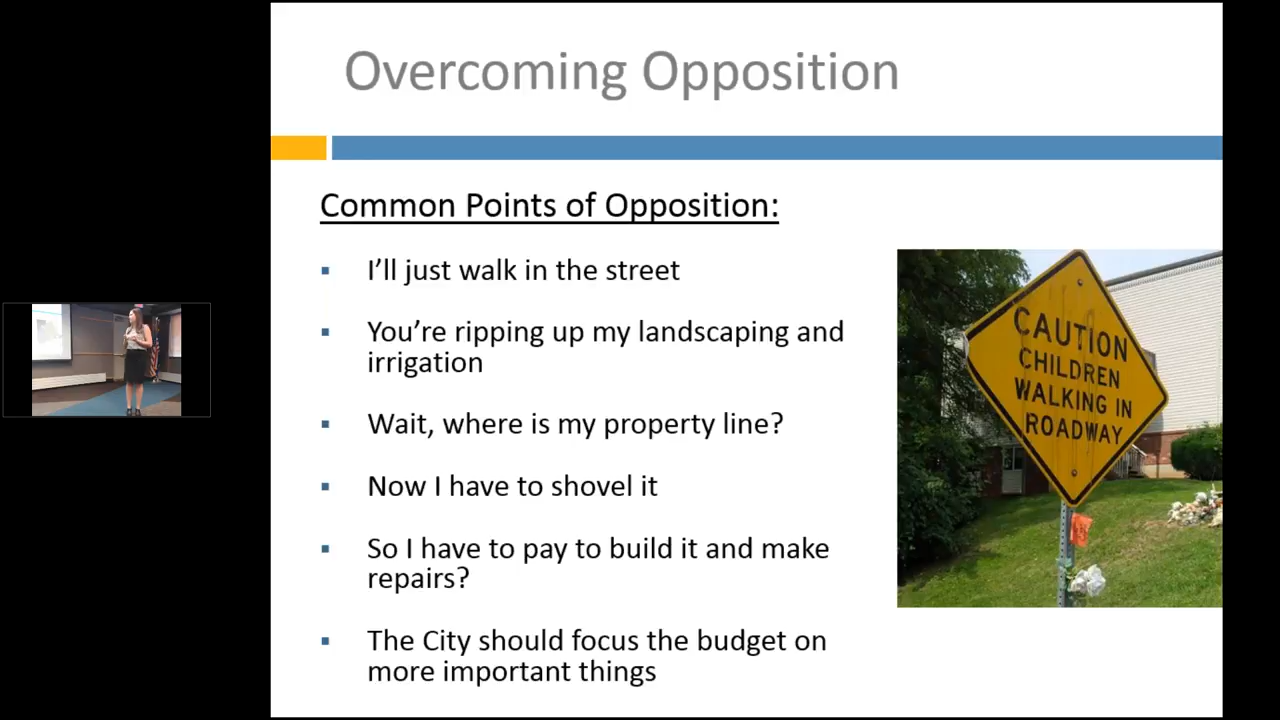 Overcoming Opposition
Common Points of Opposition:
▪ I’ll just walk in the street
▪ You’re ripping up my landscaping and
irrigation
▪ Wait, where is my property line?
▪ Now I have to shovel it
▪ So I have to pay to build it and make
repairs?
▪ The City should focus the budget on
more important things
CAUTION
CHILDREN
WALKING IN
ROADWAY